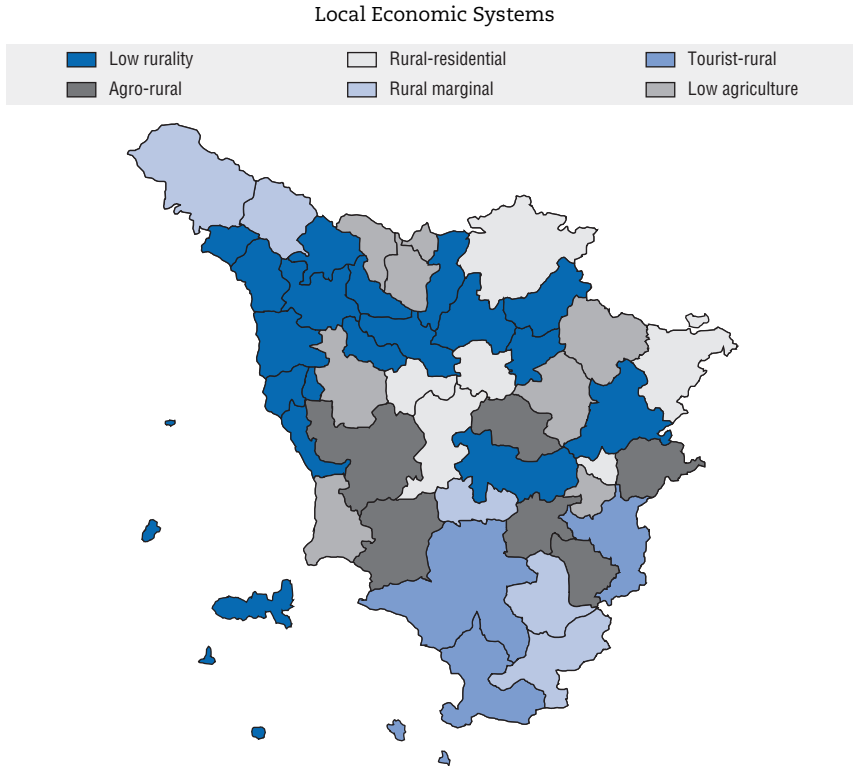 Local Economic Systems
Low rurality Rural-residential Tourist-rural
Agro-rural Rural marginal Low agriculture